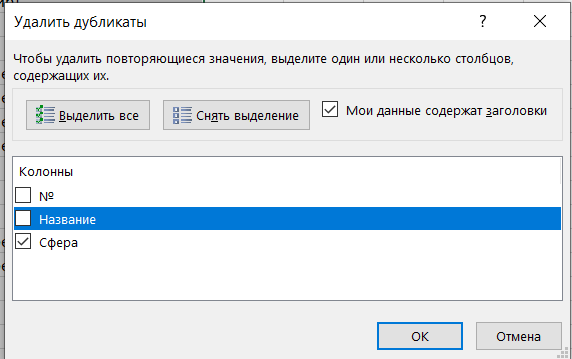 Удалить дубликаты
Чтобы удалить повторяющиеся значения, выделите один или несколько столбцов,
содержащих их.
Выделить все
Снять выделение
Мои данные содержат заголовки
Колонны
№
Название
Сфера
ОК
Отмена